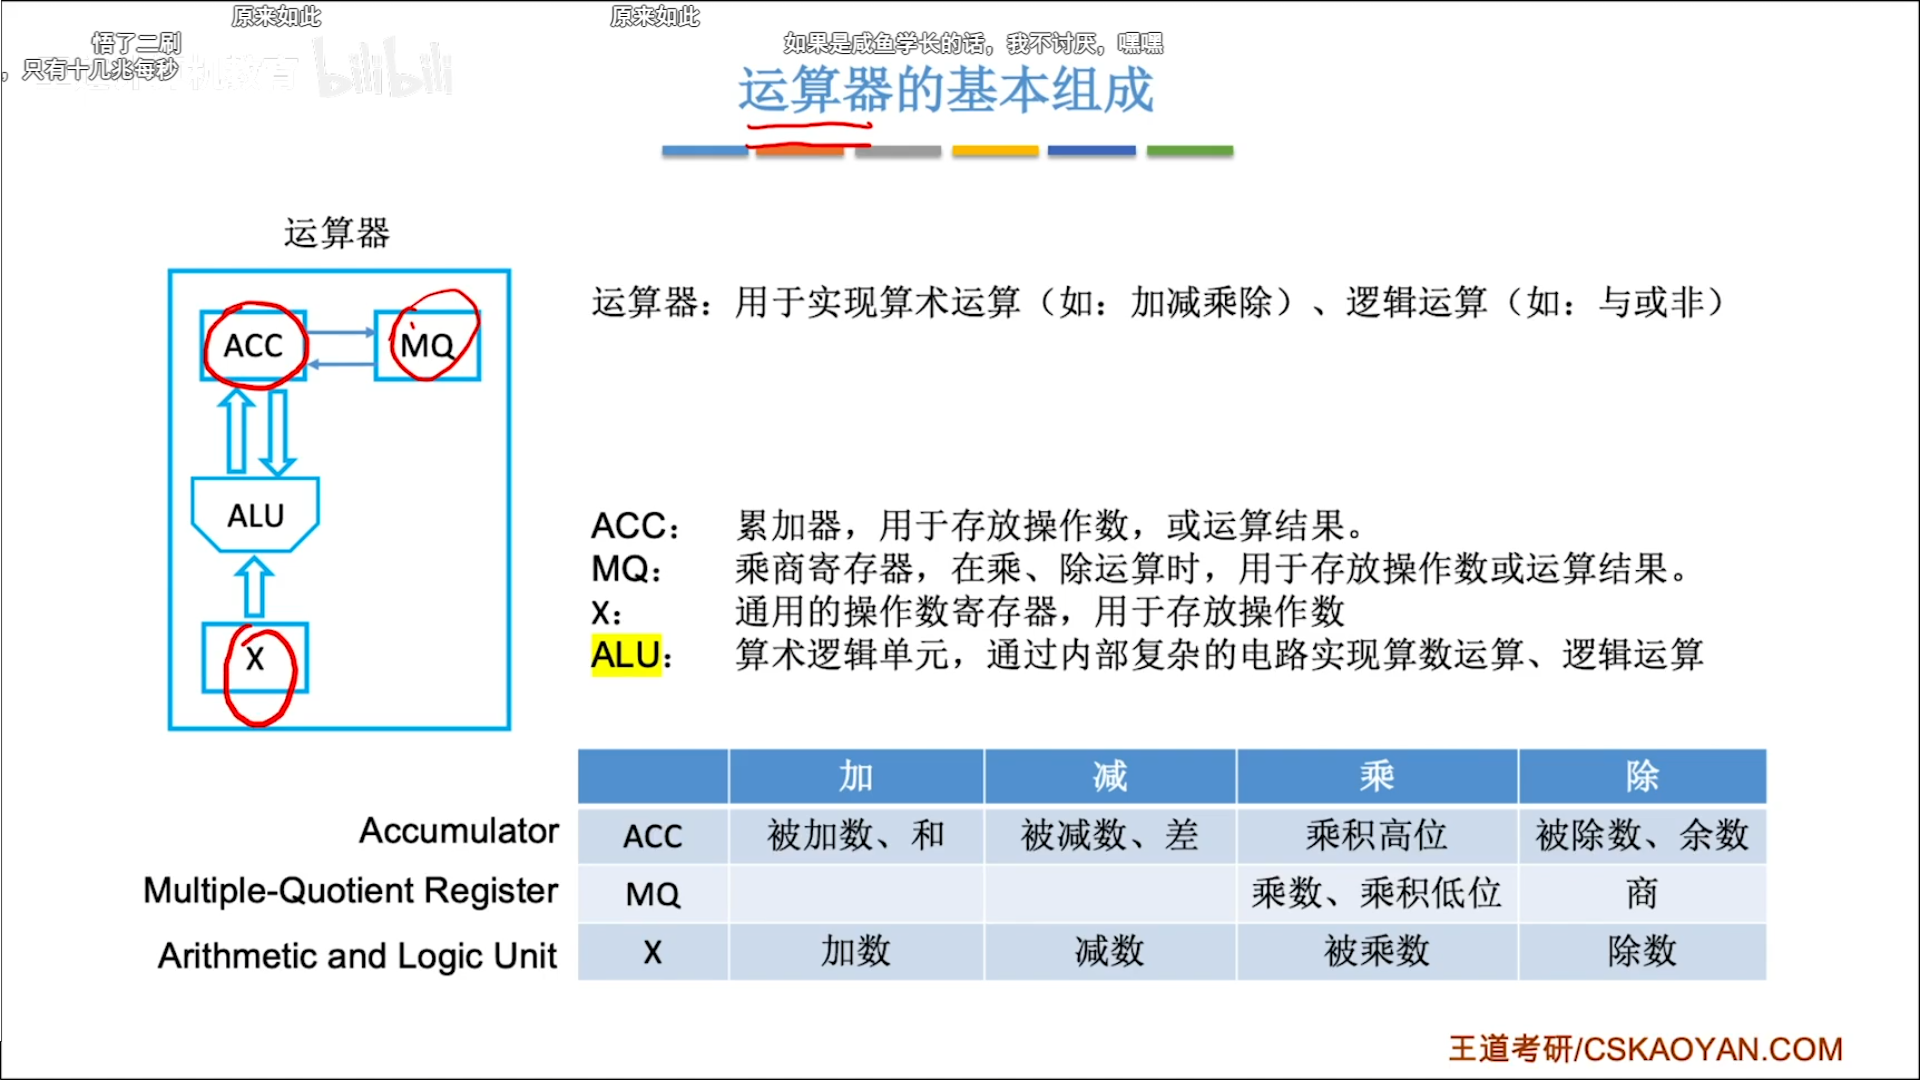 原来如此
原来如此
悟了二刷
如果是咸鱼学长的话，我不讨厌，嘿嘿
，只有十几兆每秒
bilibili
运算器的基本组成
运算器
ACC
MQ
ALU
X
运算器：用于实现算术运算（如：加减乘除）、逻辑运算（如：与或非）
ACC： 累加器，用于存放操作数，或运算结果。
MQ： 乘商寄存器，在乘、除运算时，用于存放操作数或运算结果。
X： 通用的操作数寄存器，用于存放操作数
ALU： 算术逻辑单元，通过内部复杂的电路实现算数运算、逻辑运算
加 减 乘 除
Accumulator ACC 被加数、和 被减数、差 乘积高位 被除数、余数
Multiple-Quotient Register MQ 乘数、乘积低位 商
Arithmetic and Logic Unit X 加数 减数 被乘数 除数
王道考研/CSKAOYAN.COM